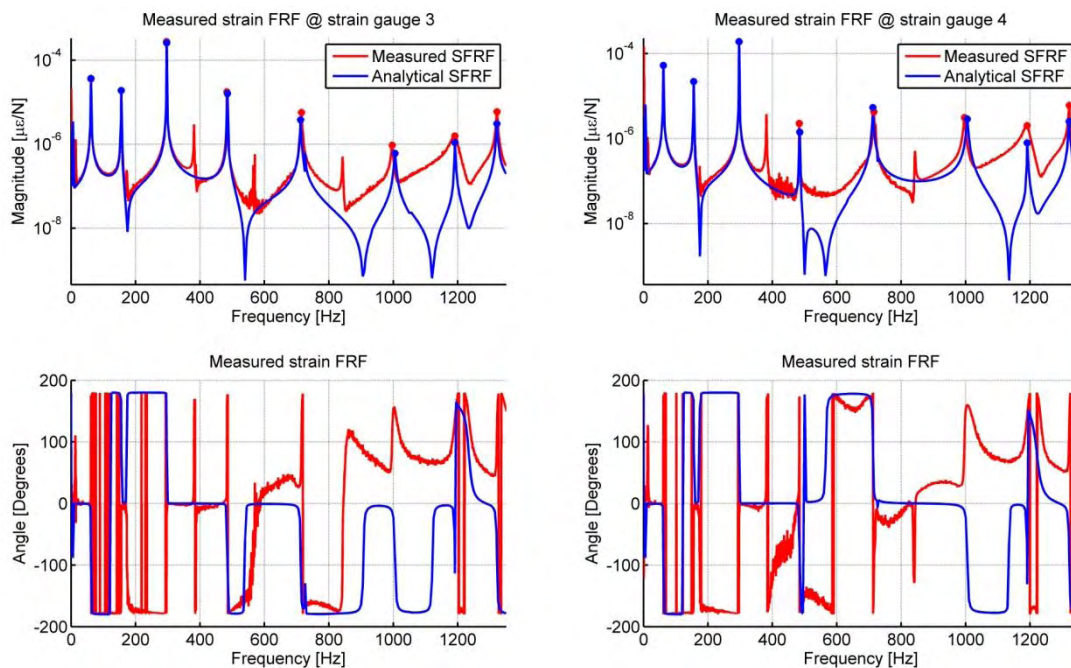 Measured strain FRF @ strain gauge 3
Measured SFRF
Analytical SFRF
Magnitude [µε/N]
10⁻⁴
10⁻⁶
10⁻⁸
0 200 400 600 800 1000 1200
Frequency [Hz]
Measured strain FRF @ strain gauge 4
Measured SFRF
Analytical SFRF
Magnitude [µε/N]
10⁻⁴
10⁻⁶
10⁻⁸
0 200 400 600 800 1000 1200
Frequency [Hz]
Measured strain FRF
Angle [Degrees]
200
100
0
-100
-200
0 200 400 600 800 1000 1200
Frequency [Hz]
Measured strain FRF
Angle [Degrees]
200
100
0
-100
-200
0 200 400 600 800 1000 1200
Frequency [Hz]